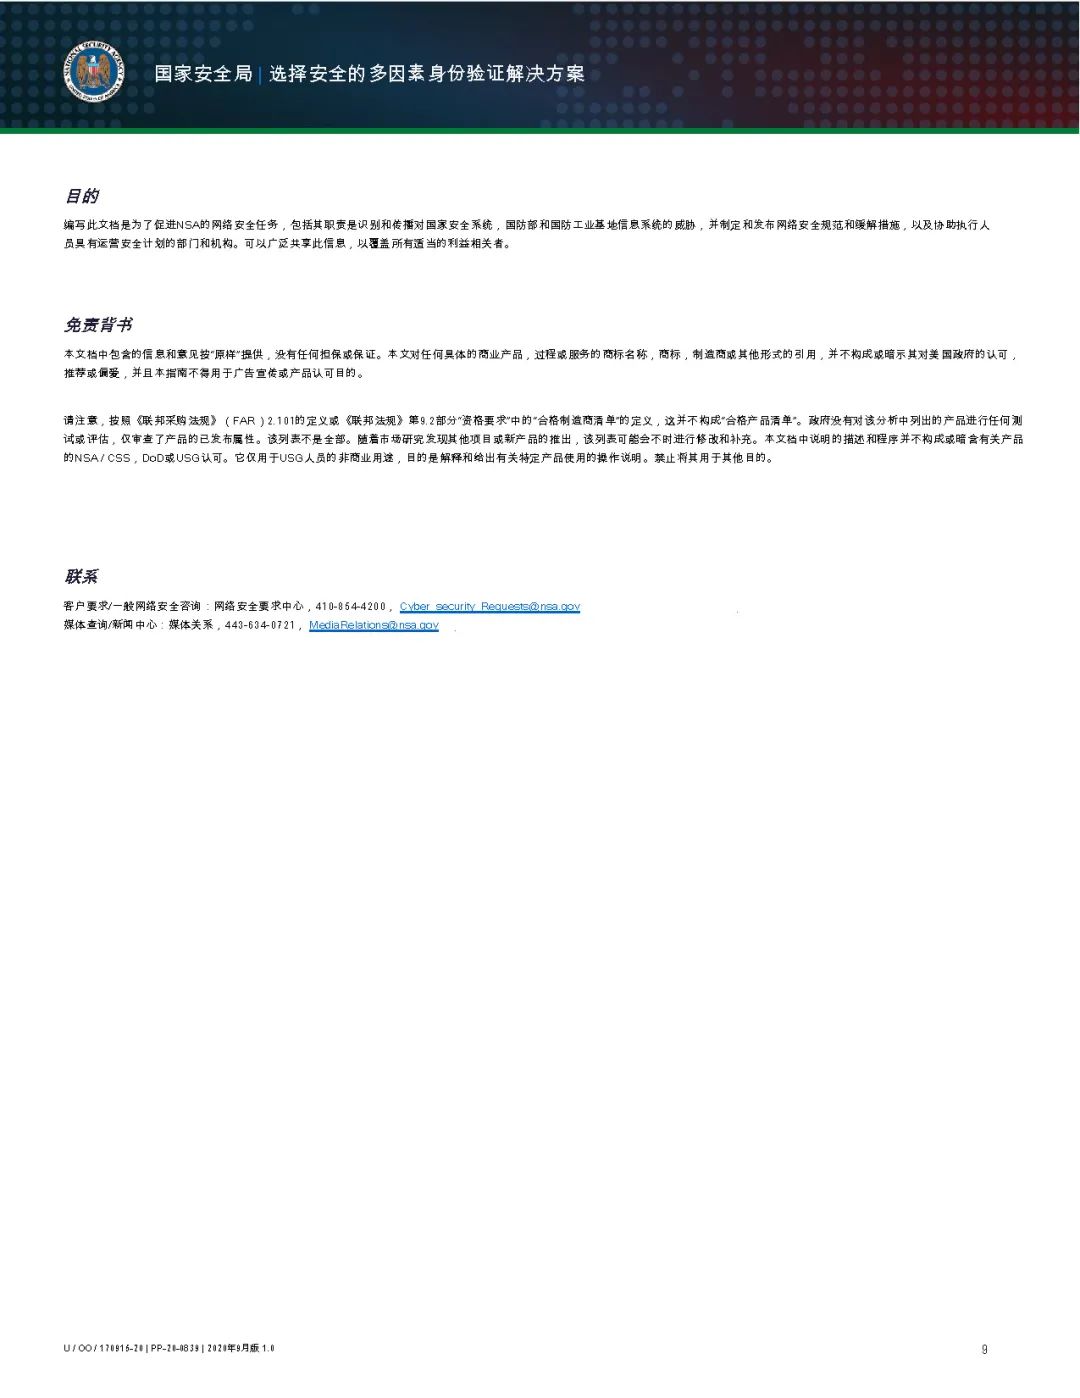 国家安全局 | 选择安全的多因素身份验证解决方案
目的
编写此文档是为了促进NSA的网络安全任务，包括其职责是识别和传播对国家安全系统，国防部和国防工业基地信息系统的威胁，并制定和发布网络安全规范和缓解措施，以及协助执行人
员具有运营安全计划的部门和机构。可以广泛共享此信息，以覆盖所有适当的利益相关者。
免责背书
本文档中包含的信息和意见按“原样”提供，没有任何担保或保证。本文对任何具体的商业产品，过程或服务的商标名称，商标，制造商或其他形式的引用，并不构成或暗示其对美国政府的认可，
推荐或偏爱，并且本指南不得用于广告宣传或产品认可目的。
请注意，按照《联邦采购法规》（FAR）2.101的定义或《联邦法规》第9.2部分“资格要求”中的“合格制造商清单”的定义，这并不构成“合格产品清单”。政府没有对该分析中列出的产品进行任何测
试或评估，仅审查了产品的已发布属性。该列表不是全部。随着市场研究发现其他项目或新产品的推出，该列表可能会不时进行修改和补充。本文档中说明的描述和程序并不构成或暗含有关产品
的NSA / CSS，DoD或USG认可。它仅用于USG人员的非商业用途，目的是解释和给出有关特定产品使用的操作说明。禁止将其用于其他目的。
联系
客户要求/一般网络安全咨询：网络安全要求中心，410-854-4200，Cyber security Requests@nsa.gov
媒体查询/新闻中心：媒体关系，443-634-0721，MediaRelations@nsa.gov
U / OO / 170915-20 | PP-20-0839 | 2020年9月版 1.0
9